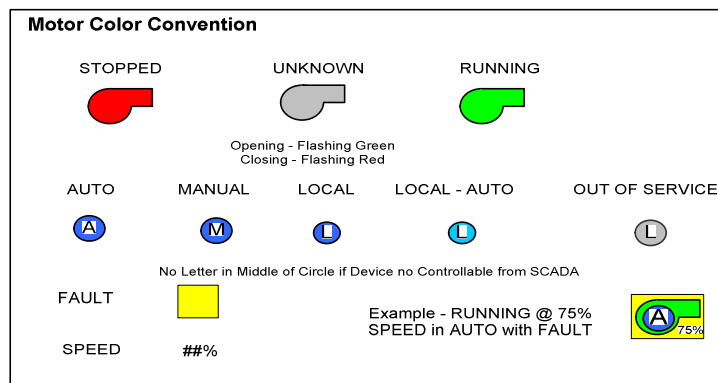 Motor Color Convention
STOPPED UNKNOWN RUNNING
Opening - Flashing Green
Closing - Flashing Red
AUTO MANUAL LOCAL LOCAL - AUTO OUT OF SERVICE
A M L L L
No Letter in Middle of Circle if Device no Controllable from SCADA
FAULT
Example - RUNNING @ 75%
SPEED in AUTO with FAULT
A
75%
SPEED ##%